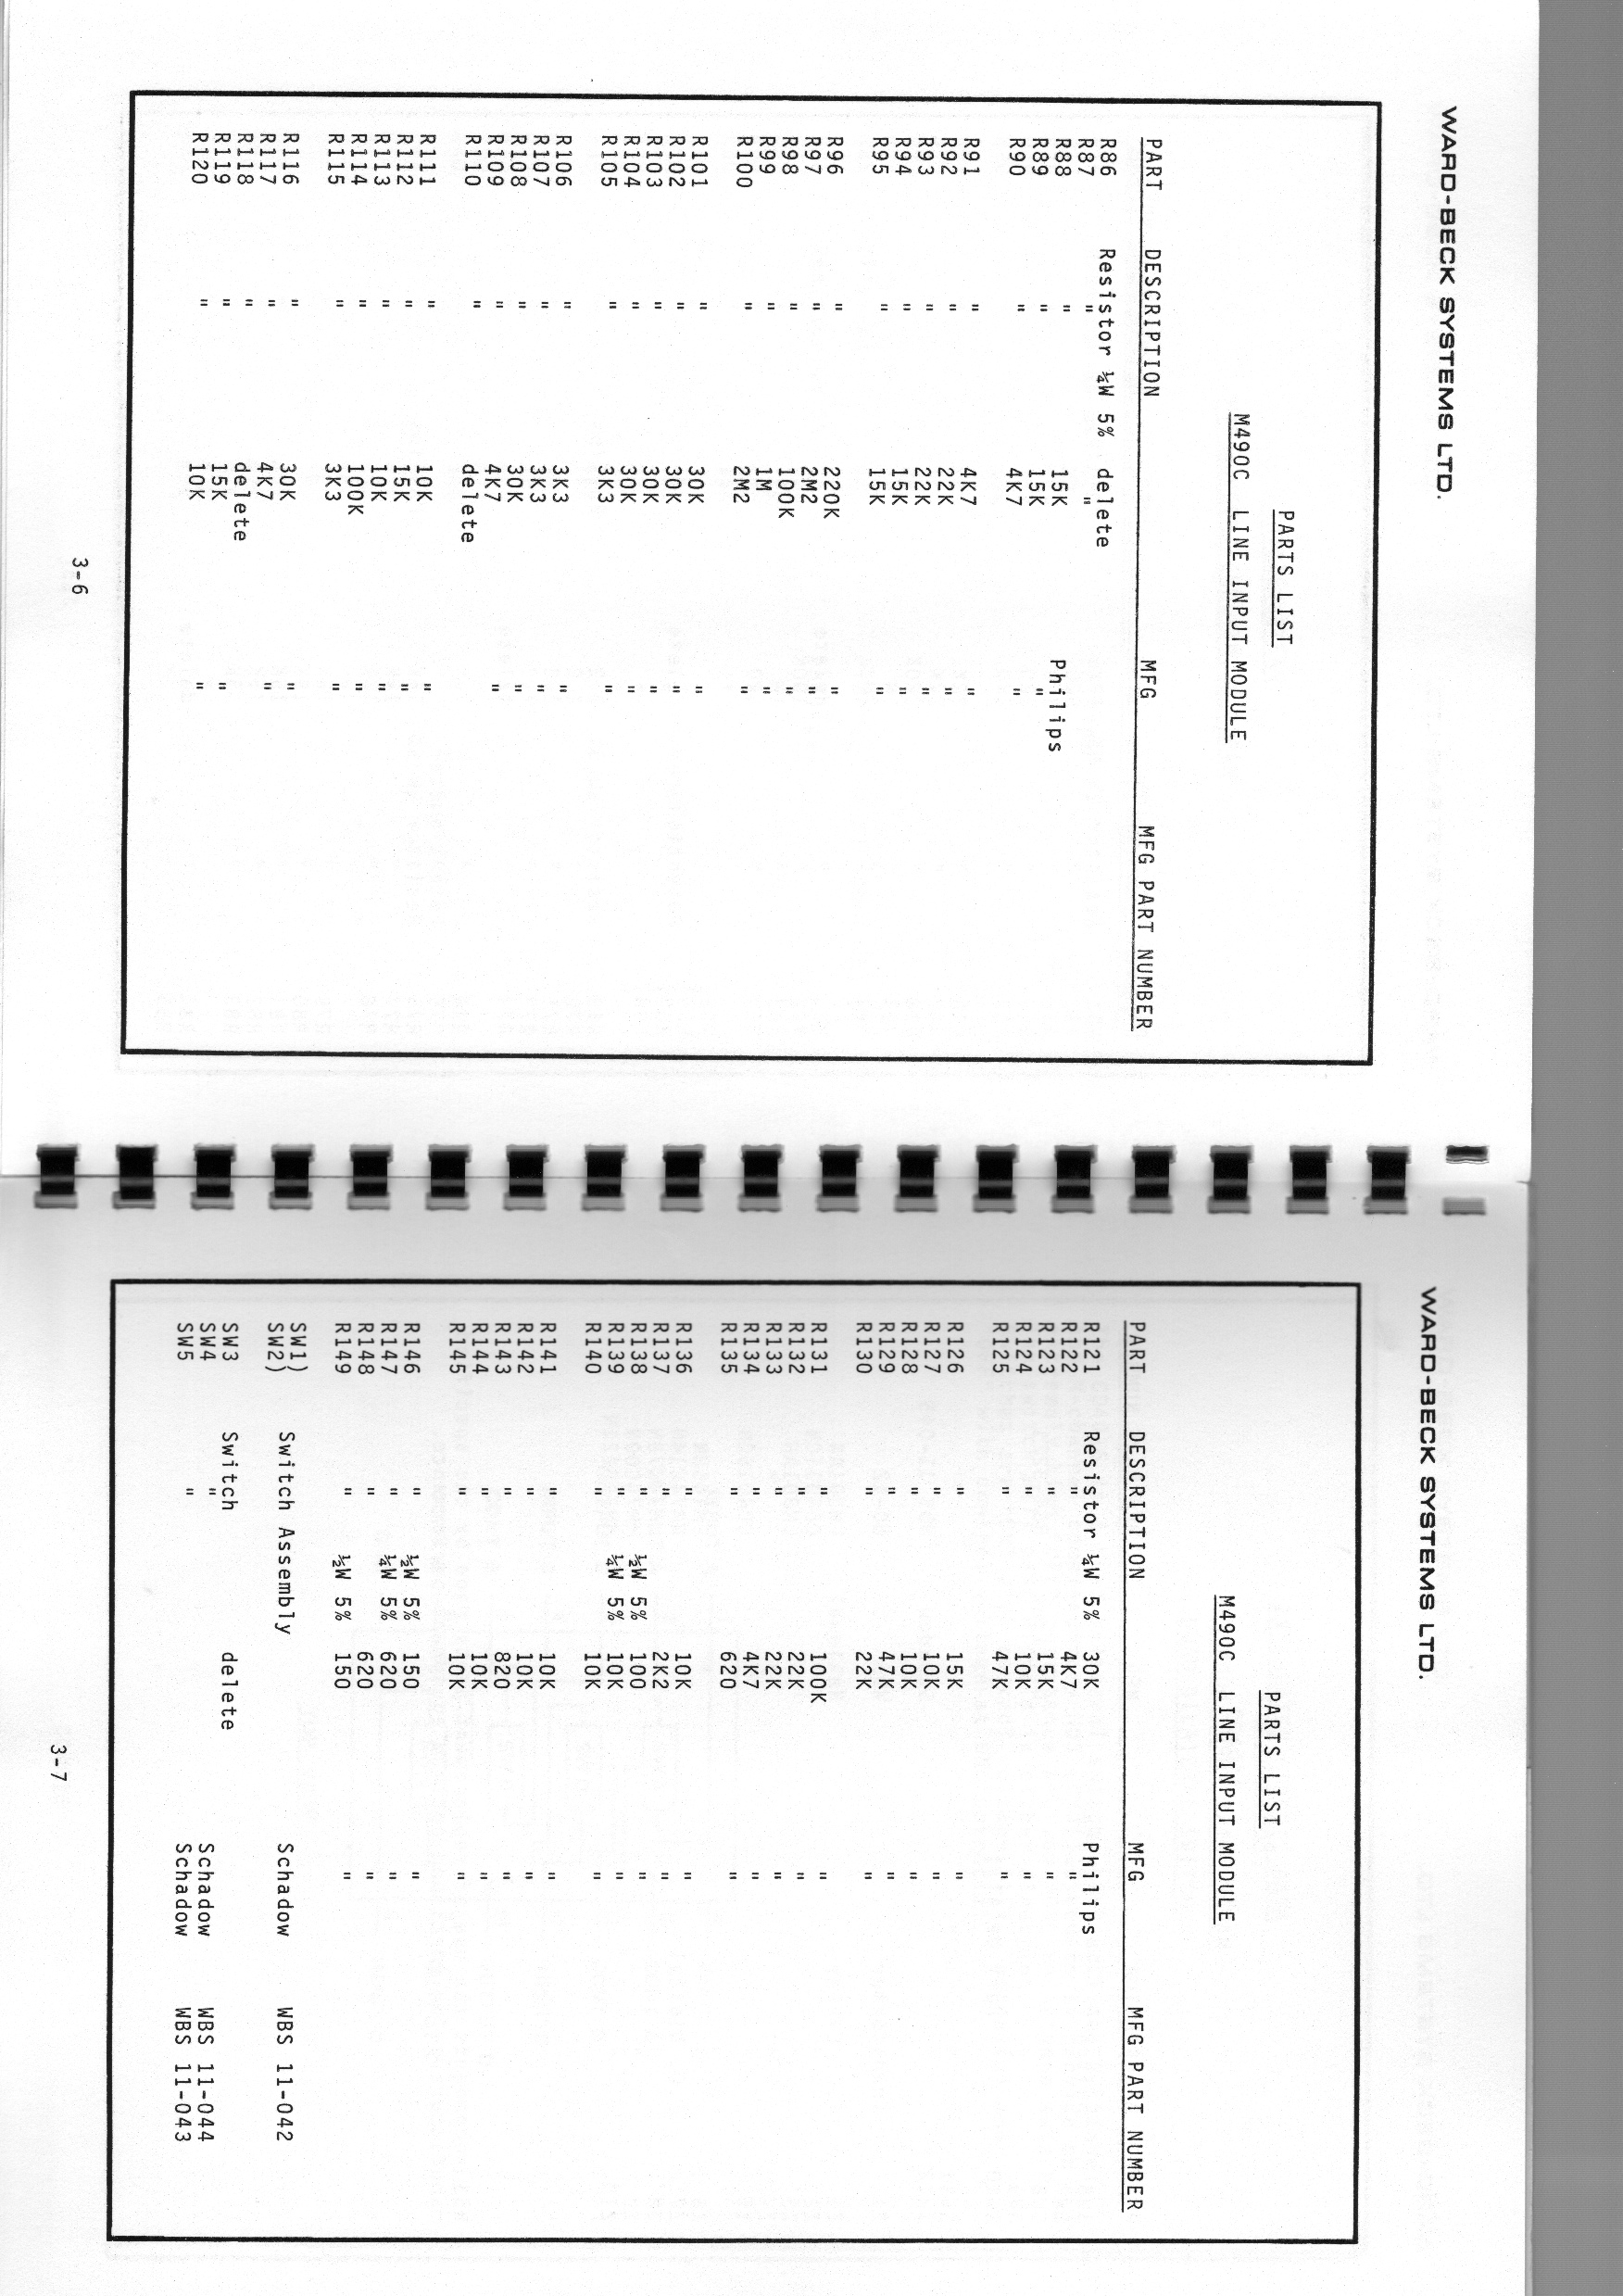 WARD-BECK SYSTEMS LTD.
PARTS LIST
M490C LINE INPUT MODULE
PART DESCRIPTION MFG MFG PART NUMBER
R86 Resistor ¼W 5% delete
R87 " "
R88 " 15K Philips
R89 " 15K "
R90 " 4K7 "
R91 " 4K7 "
R92 " 22K "
R93 " 22K "
R94 " 15K "
R95 " 15K "
R96 " 220K "
R97 " 2M2 "
R98 " 100K "
R99 " 1M "
R100 " 2M2 "
R101 " 30K "
R102 " 30K "
R103 " 30K "
R104 " 30K "
R105 " 3K3 "
R106 " 3K3 "
R107 " 3K3 "
R108 " 30K "
R109 " 4K7 "
R110 " delete
R111 " 10K "
R112 " 15K "
R113 " 10K "
R114 " 100K "
R115 " 3K3 "
R116 " 30K "
R117 " 4K7 "
R118 " delete
R119 " 15K "
R120 " 10K "
3-6
WARD-BECK SYSTEMS LTD.
PARTS LIST
M490C LINE INPUT MODULE
PART DESCRIPTION MFG MFG PART NUMBER
R121 Resistor ¼W 5% 30K Philips
R122 " 4K7 "
R123 " 15K "
R124 " 10K "
R125 " 47K "
R126 " 15K "
R127 " 10K "
R128 " 10K "
R129 " 47K "
R130 " 22K "
R131 " 100K "
R132 " 22K "
R133 " 22K "
R134 " 4K7 "
R135 " 620 "
R136 " 10K "
R137 " 2K2 "
R138 " ½W 5% 100 "
R139 " ¼W 5% 10K "
R140 " 10K "
R141 " 10K "
R142 " 10K "
R143 " 820 "
R144 " 10K "
R145 " 10K "
R146 " ½W 5% 150 "
R147 " ¼W 5% 620 "
R148 " 620 "
R149 " ½W 5% 150 "
SW1)
SW2) Switch Assembly Schadow WBS 11-042
SW3 Switch delete
SW4 " Schadow WBS 11-044
SW5 " Schadow WBS 11-043
3-7